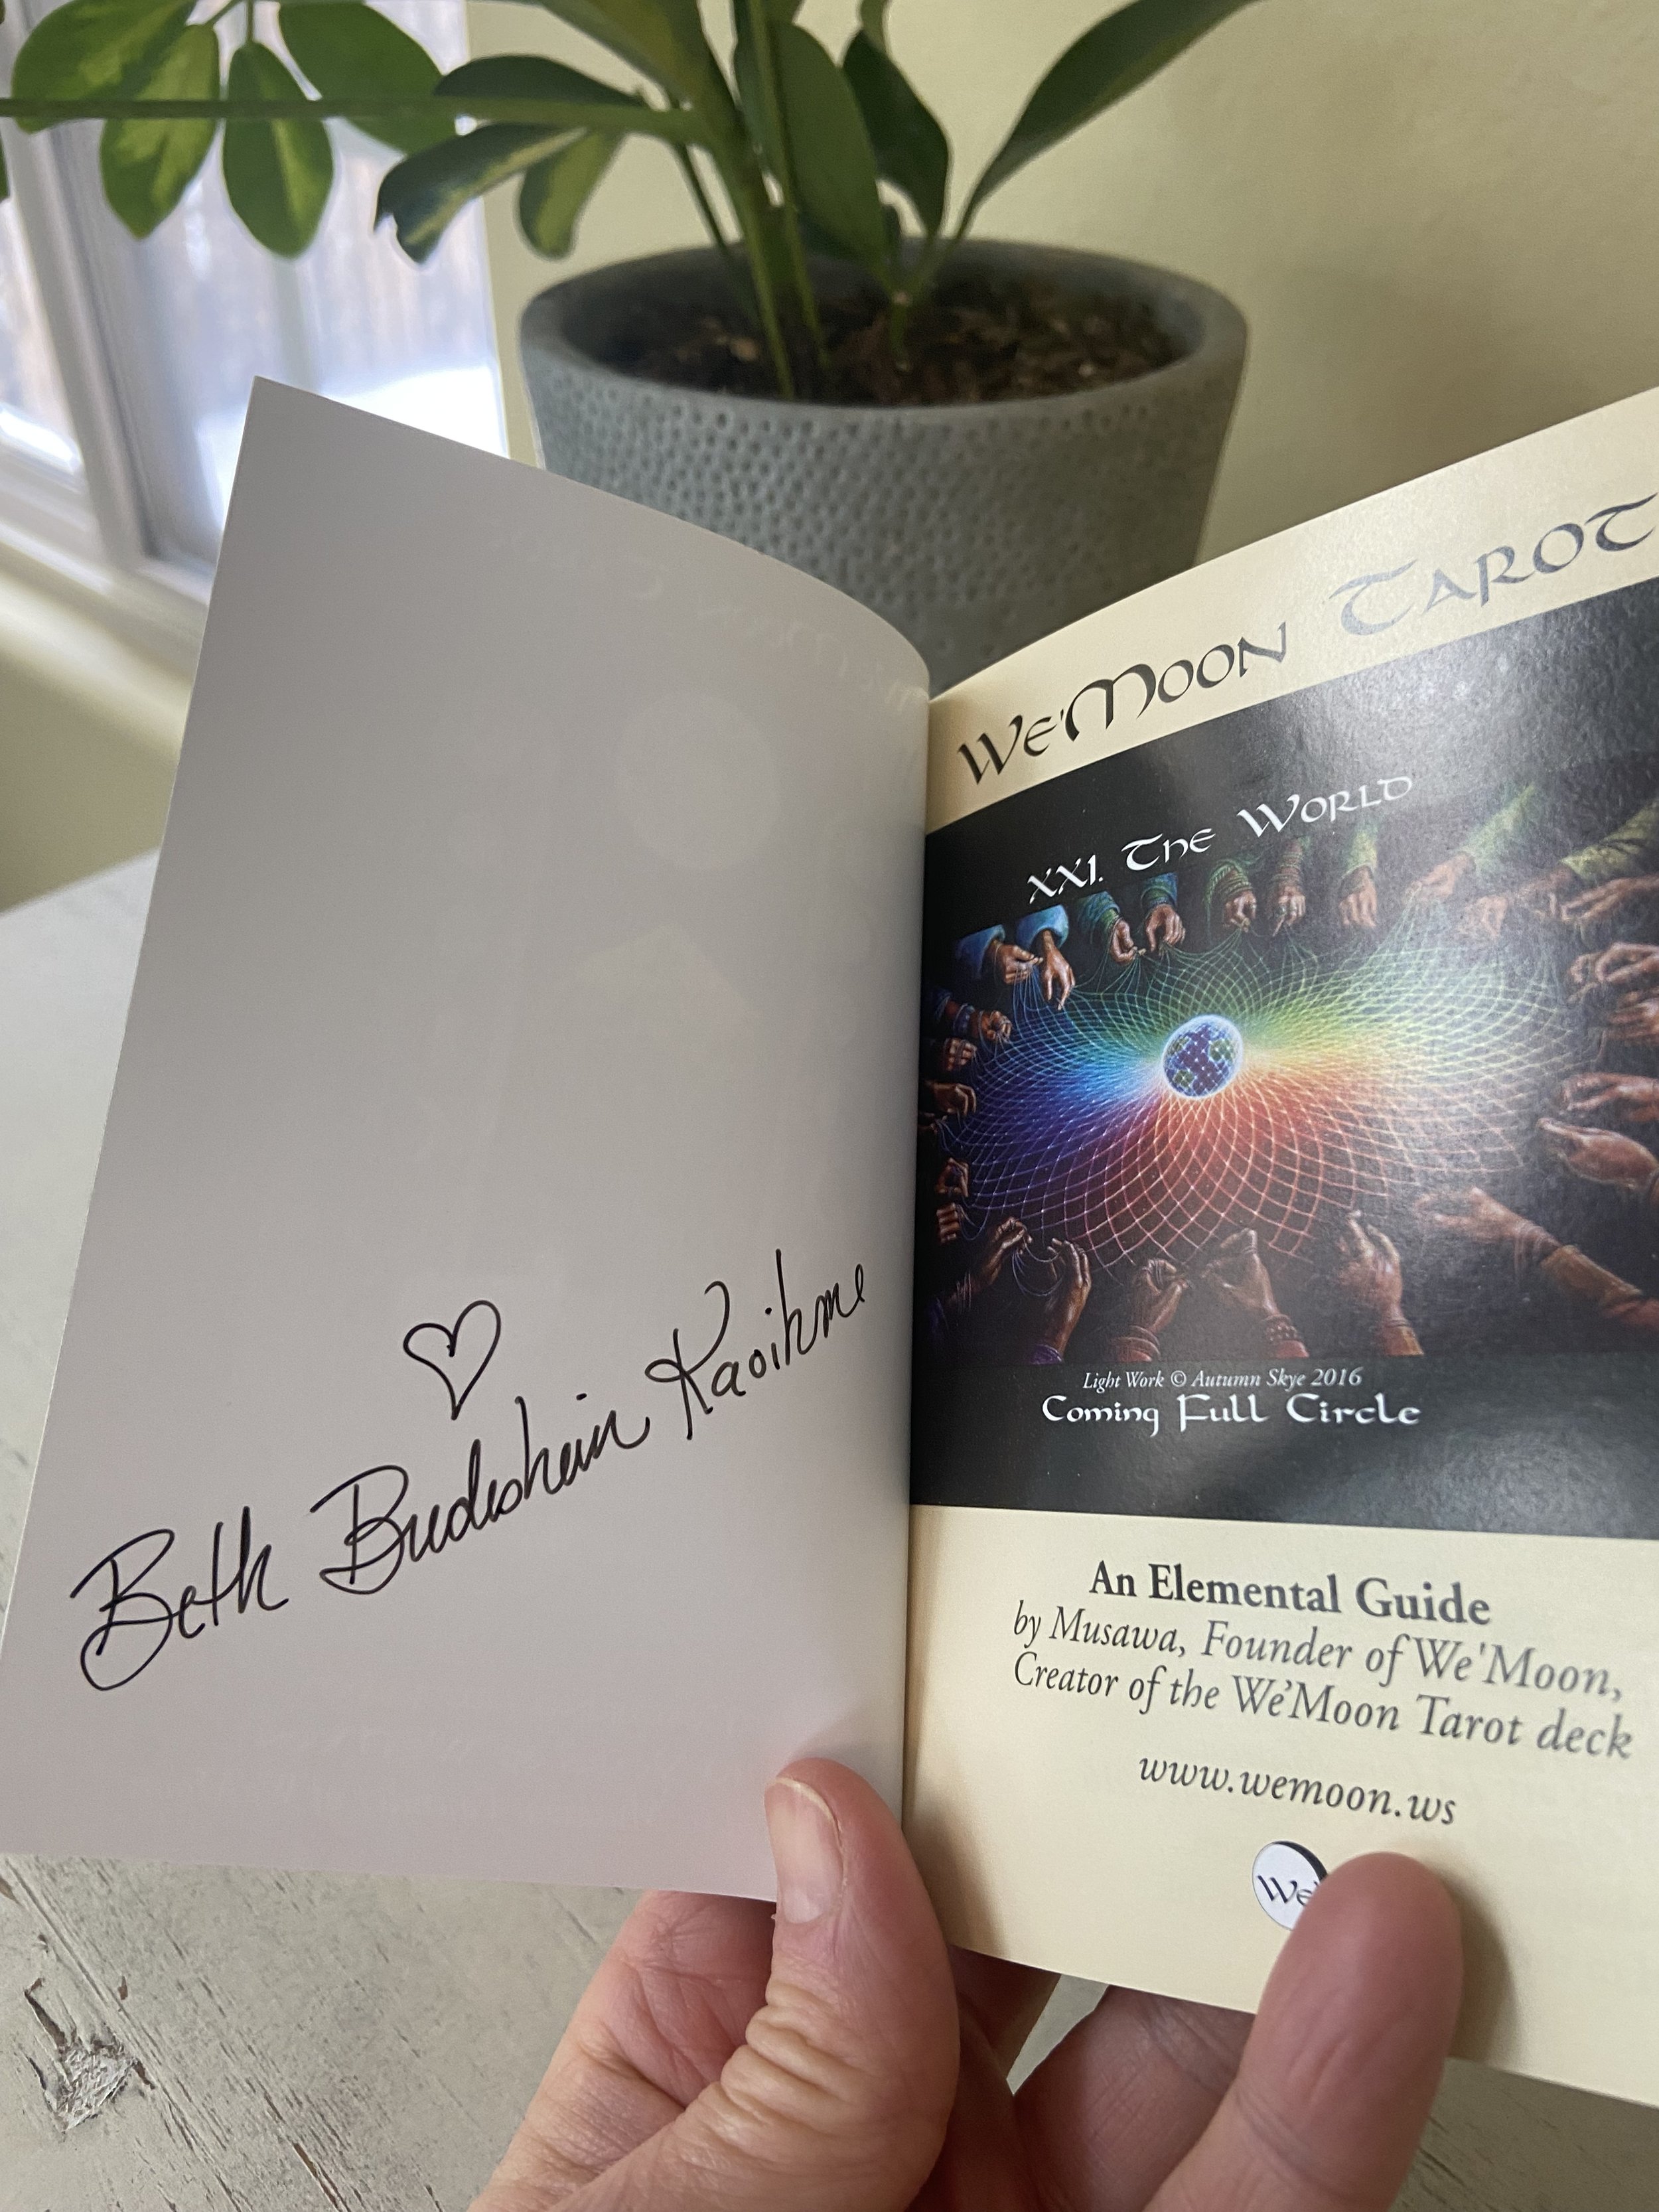 Beth Budesheim Kaoihme
We'Moon Tarot
XXI. The World
Light Work © Autumn Skye 2016
Coming Full Circle
An Elemental Guide
by Musawa, Founder of We'Moon,
Creator of the We'Moon Tarot deck
www.wemoon.ws
We'